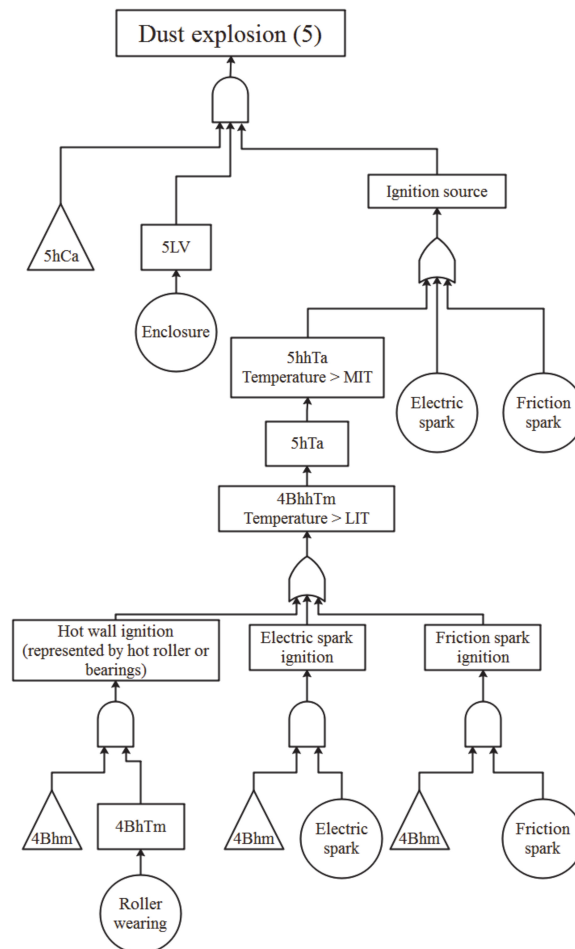 Dust explosion (5)
5hCa
5LV
Enclosure
Ignition source
5hhTa
Temperature > MIT
Electric
spark
Friction
spark
5hTa
4BhhTm
Temperature > LIT
Hot wall ignition
(represented by hot roller or
bearings)
Electric spark
ignition
Friction spark
ignition
4Bhm
4BhTm
Roller
wearing
4Bhm
Electric
spark
4Bhm
Friction
spark